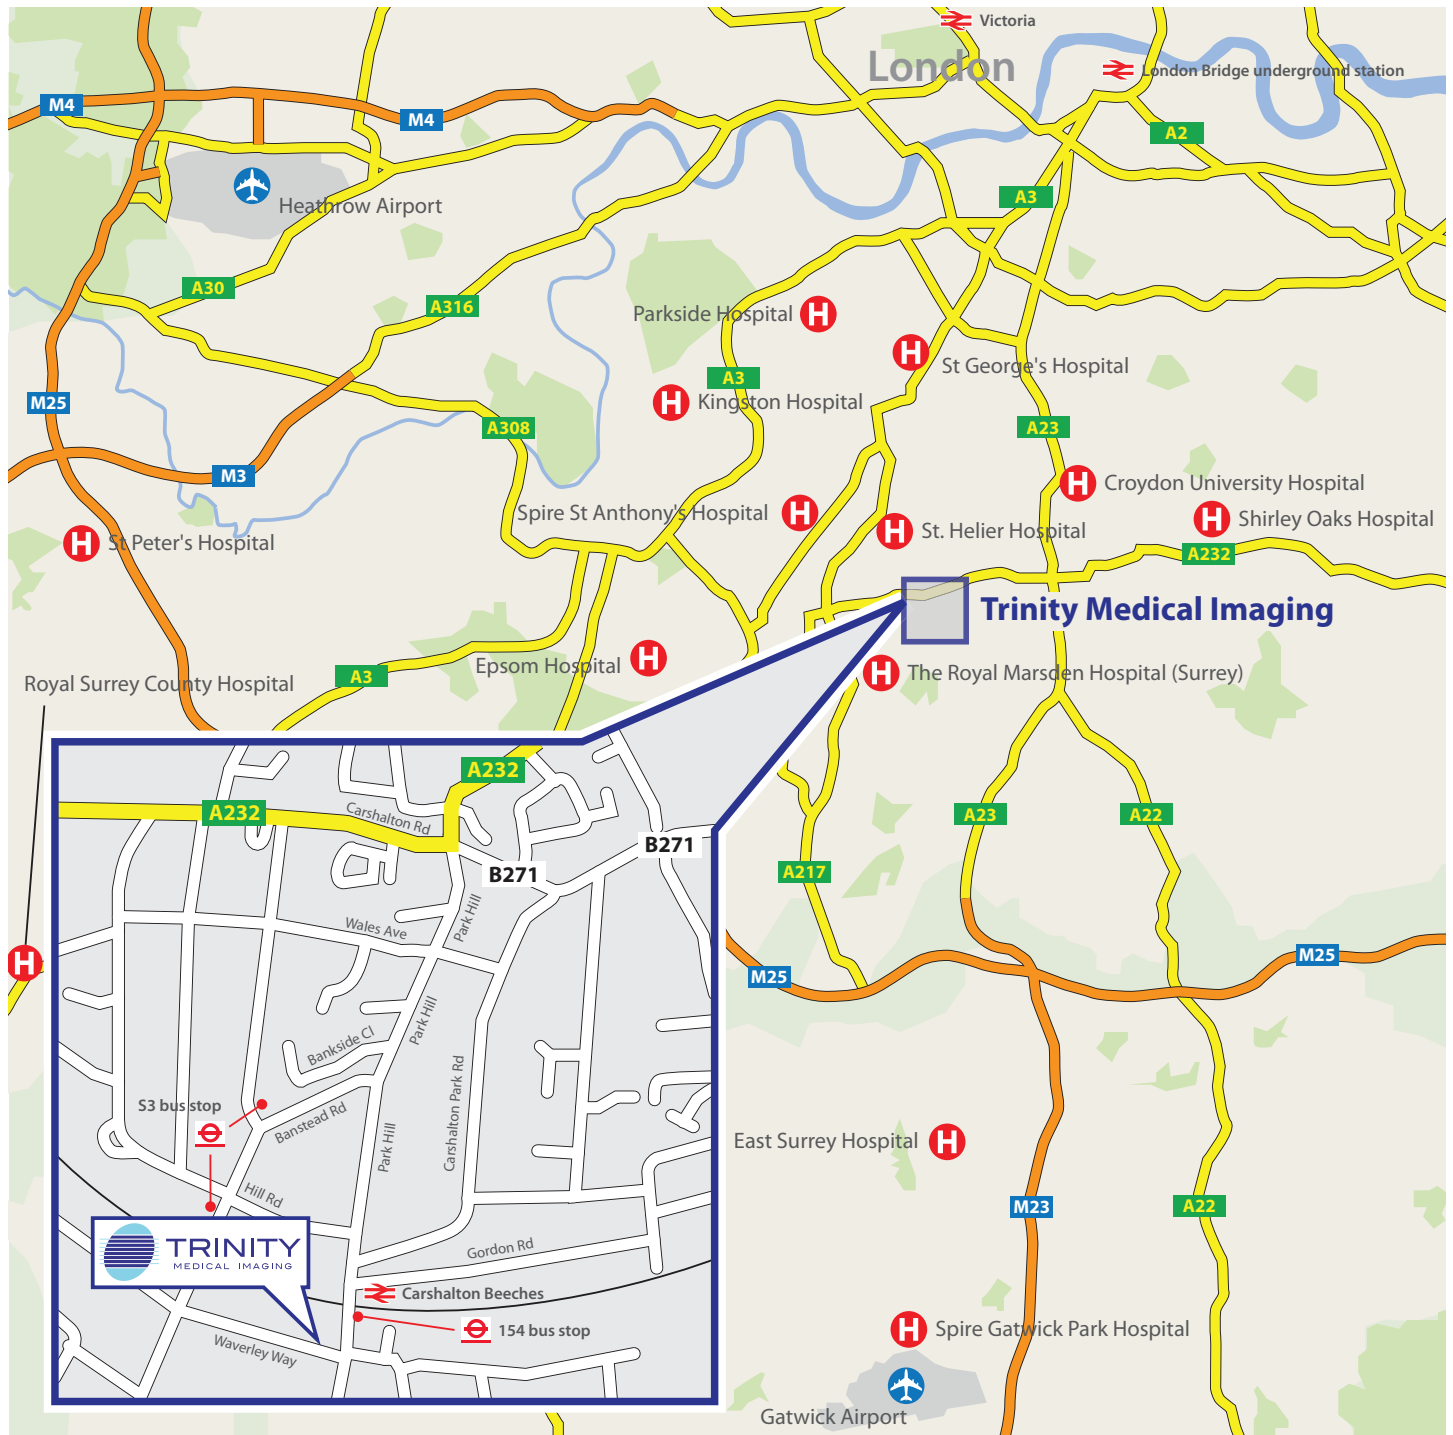 Victoria
London
London Bridge underground station
M4
M4
A2
Heathrow Airport
A3
A30
A316
Parkside Hospital
H
H
St George's Hospital
A3
M25
H
Kingston Hospital
A308
A23
M3
H
Croydon University Hospital
Spire St Anthony's Hospital
H
H
Shirley Oaks Hospital
H
St. Helier Hospital
H
St Peter's Hospital
A232
Trinity Medical Imaging
Epsom Hospital
H
A3
H
The Royal Marsden Hospital (Surrey)
Royal Surrey County Hospital
A232
A232
Carshalton Rd
A23
A22
B271
B271
A217
Park Hill
Wales Ave
H
M25
M25
Park Hill
Bankside Cl
Carshalton Park Rd
S3 bus stop
Banstead Rd
Park Hill
East Surrey Hospital
H
Hill Rd
M23
A22
TRINITY
MEDICAL IMAGING
Gordon Rd
Carshalton Beeches
154 bus stop
Waverley Way
H
Spire Gatwick Park Hospital
Gatwick Airport